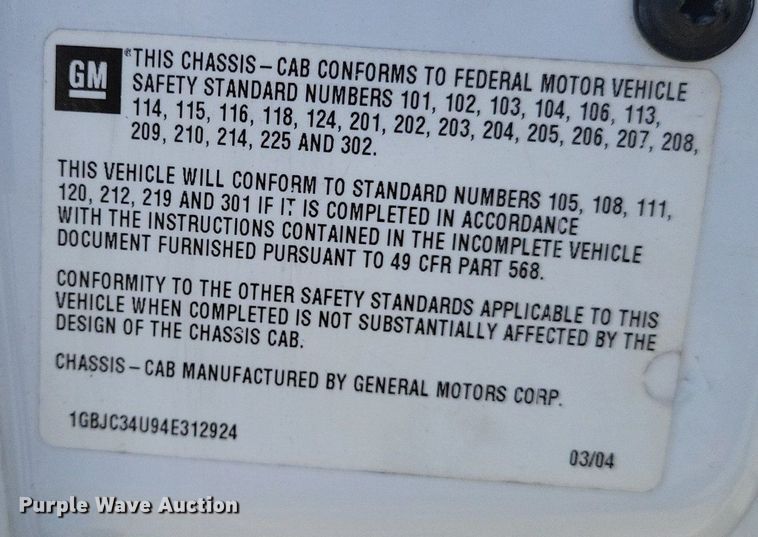 GM
®THIS CHASSIS-CAB CONFORMS TO FEDERAL MOTOR VEHICLE
SAFETY STANDARD NUMBERS 101, 102, 103, 104, 106, 113,
114, 115, 116, 118, 124, 201, 202, 203, 204, 205, 206, 207, 208,
209, 210, 214, 225 AND 302.
THIS VEHICLE WILL CONFORM TO STANDARD NUMBERS 105, 108, 111,
120, 212, 219 AND 301 IF IT IS COMPLETED IN ACCORDANCE
WITH THE INSTRUCTIONS CONTAINED IN THE INCOMPLETE VEHICLE
DOCUMENT FURNISHED PURSUANT TO 49 CFR PART 568.
CONFORMITY TO THE OTHER SAFETY STANDARDS APPLICABLE TO THIS
VEHICLE WHEN COMPLETED IS NOT SUBSTANTIALLY AFFECTED BY THE
DESIGN OF THE CHASSIS CAB.
CHASSIS-CAB MANUFACTURED BY GENERAL MOTORS CORP.
1GBJC34U94E312924
03/04
Purple Wave Auction